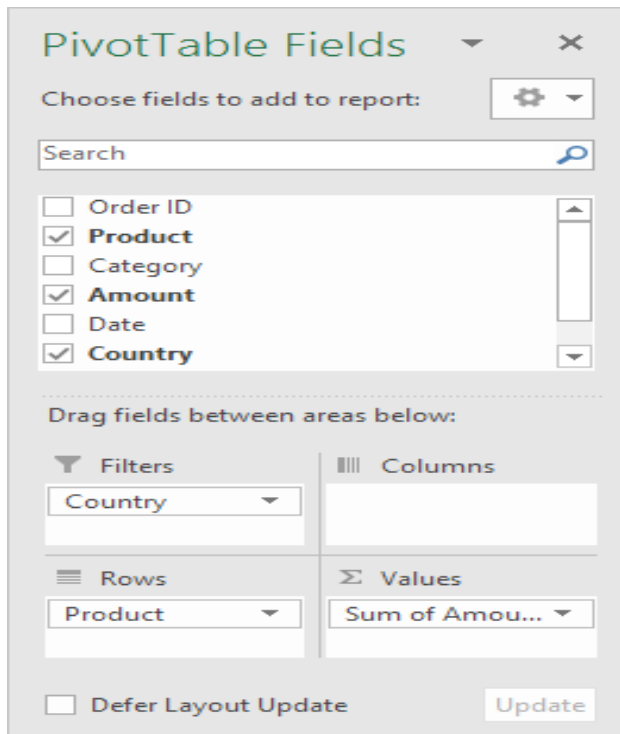 PivotTable Fields
Choose fields to add to report:
Search
Order ID
Product
Category
Amount
Date
Country
Drag fields between areas below:
Filters
Columns
Country
Rows
Σ Values
Product
Sum of Amou...
Defer Layout Update
Update